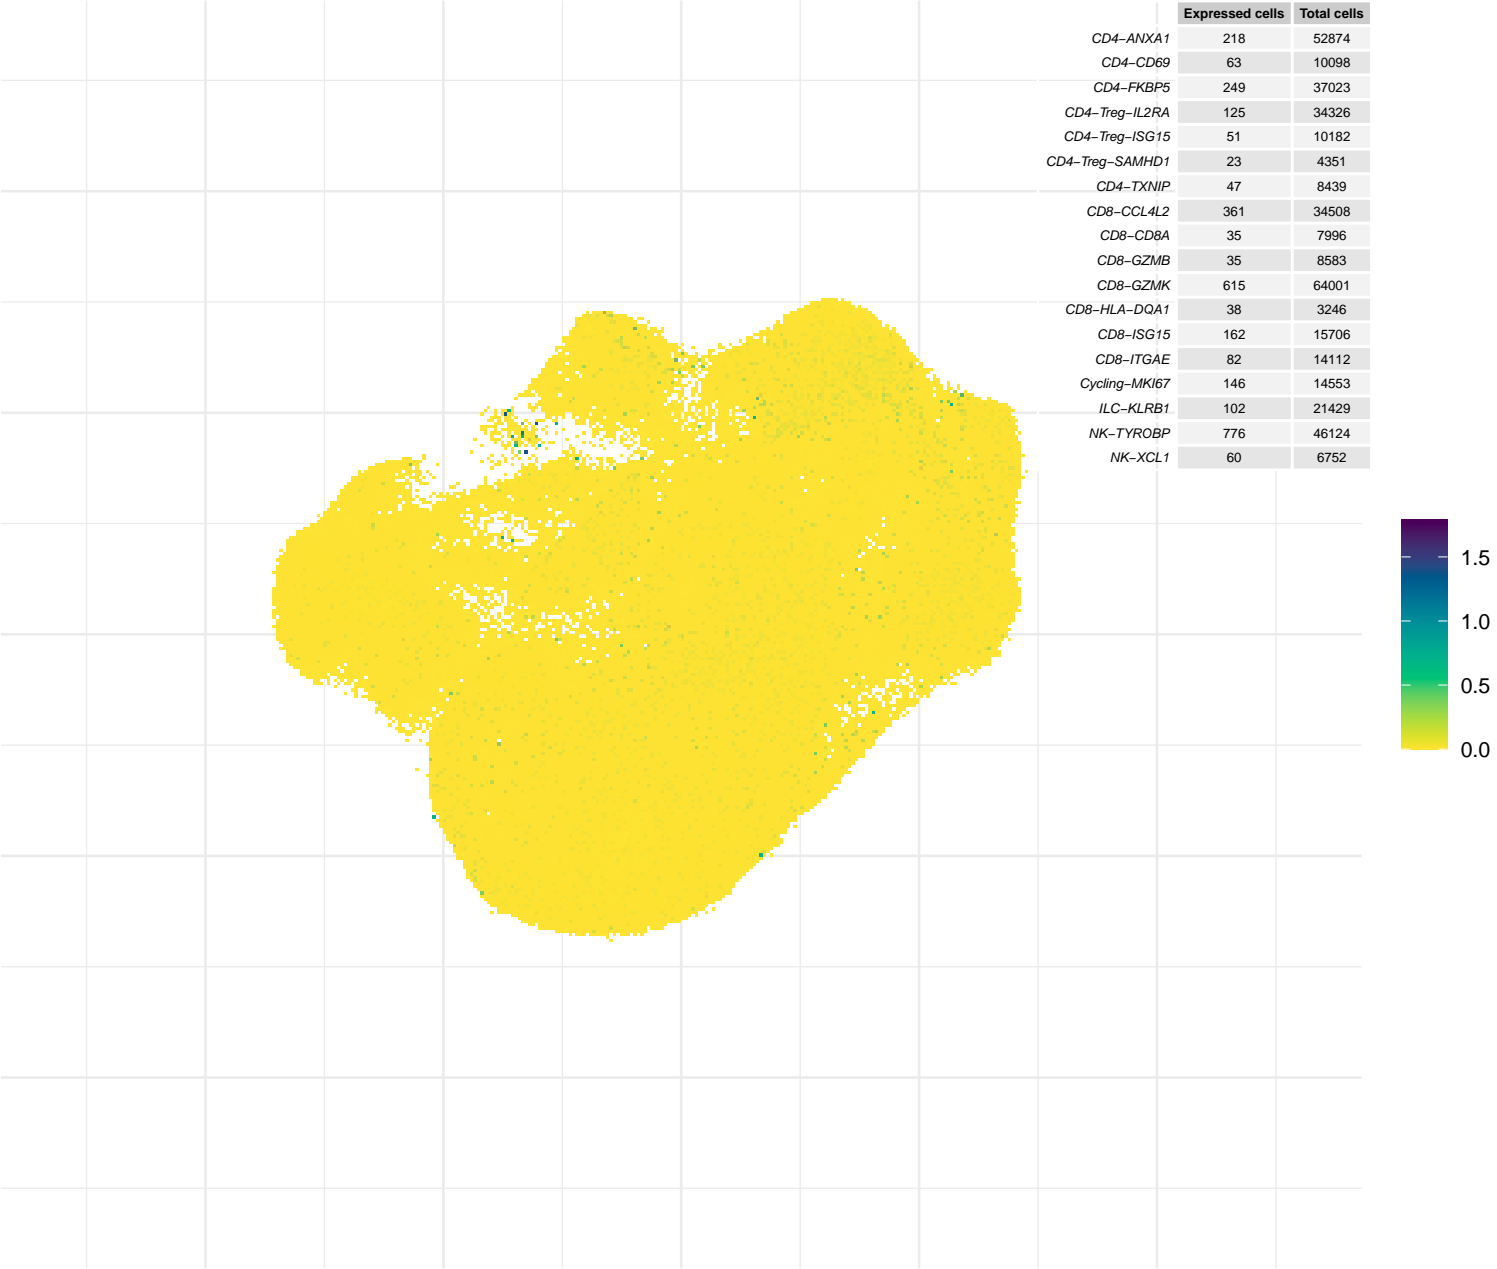 Expressed cells Total cells
CD4−ANXA1 218 52874
CD4−CD69 63 10098
CD4−FKBP5 249 37023
CD4−Treg−IL2RA 125 34326
CD4−Treg−ISG15 51 10182
CD4−Treg−SAMHD1 23 4351
CD4−TXNIP 47 8439
CD8−CCL4L2 361 34508
CD8−CD8A 35 7996
CD8−GZMB 35 8583
CD8−GZMK 615 64001
CD8−HLA−DQA1 38 3246
CD8−ISG15 162 15706
CD8−ITGAE 82 14112
Cycling−MKI67 146 14553
ILC−KLRB1 102 21429
NK−TYROBP 776 46124
NK−XCL1 60 6752
1.5
1.0
0.5
0.0